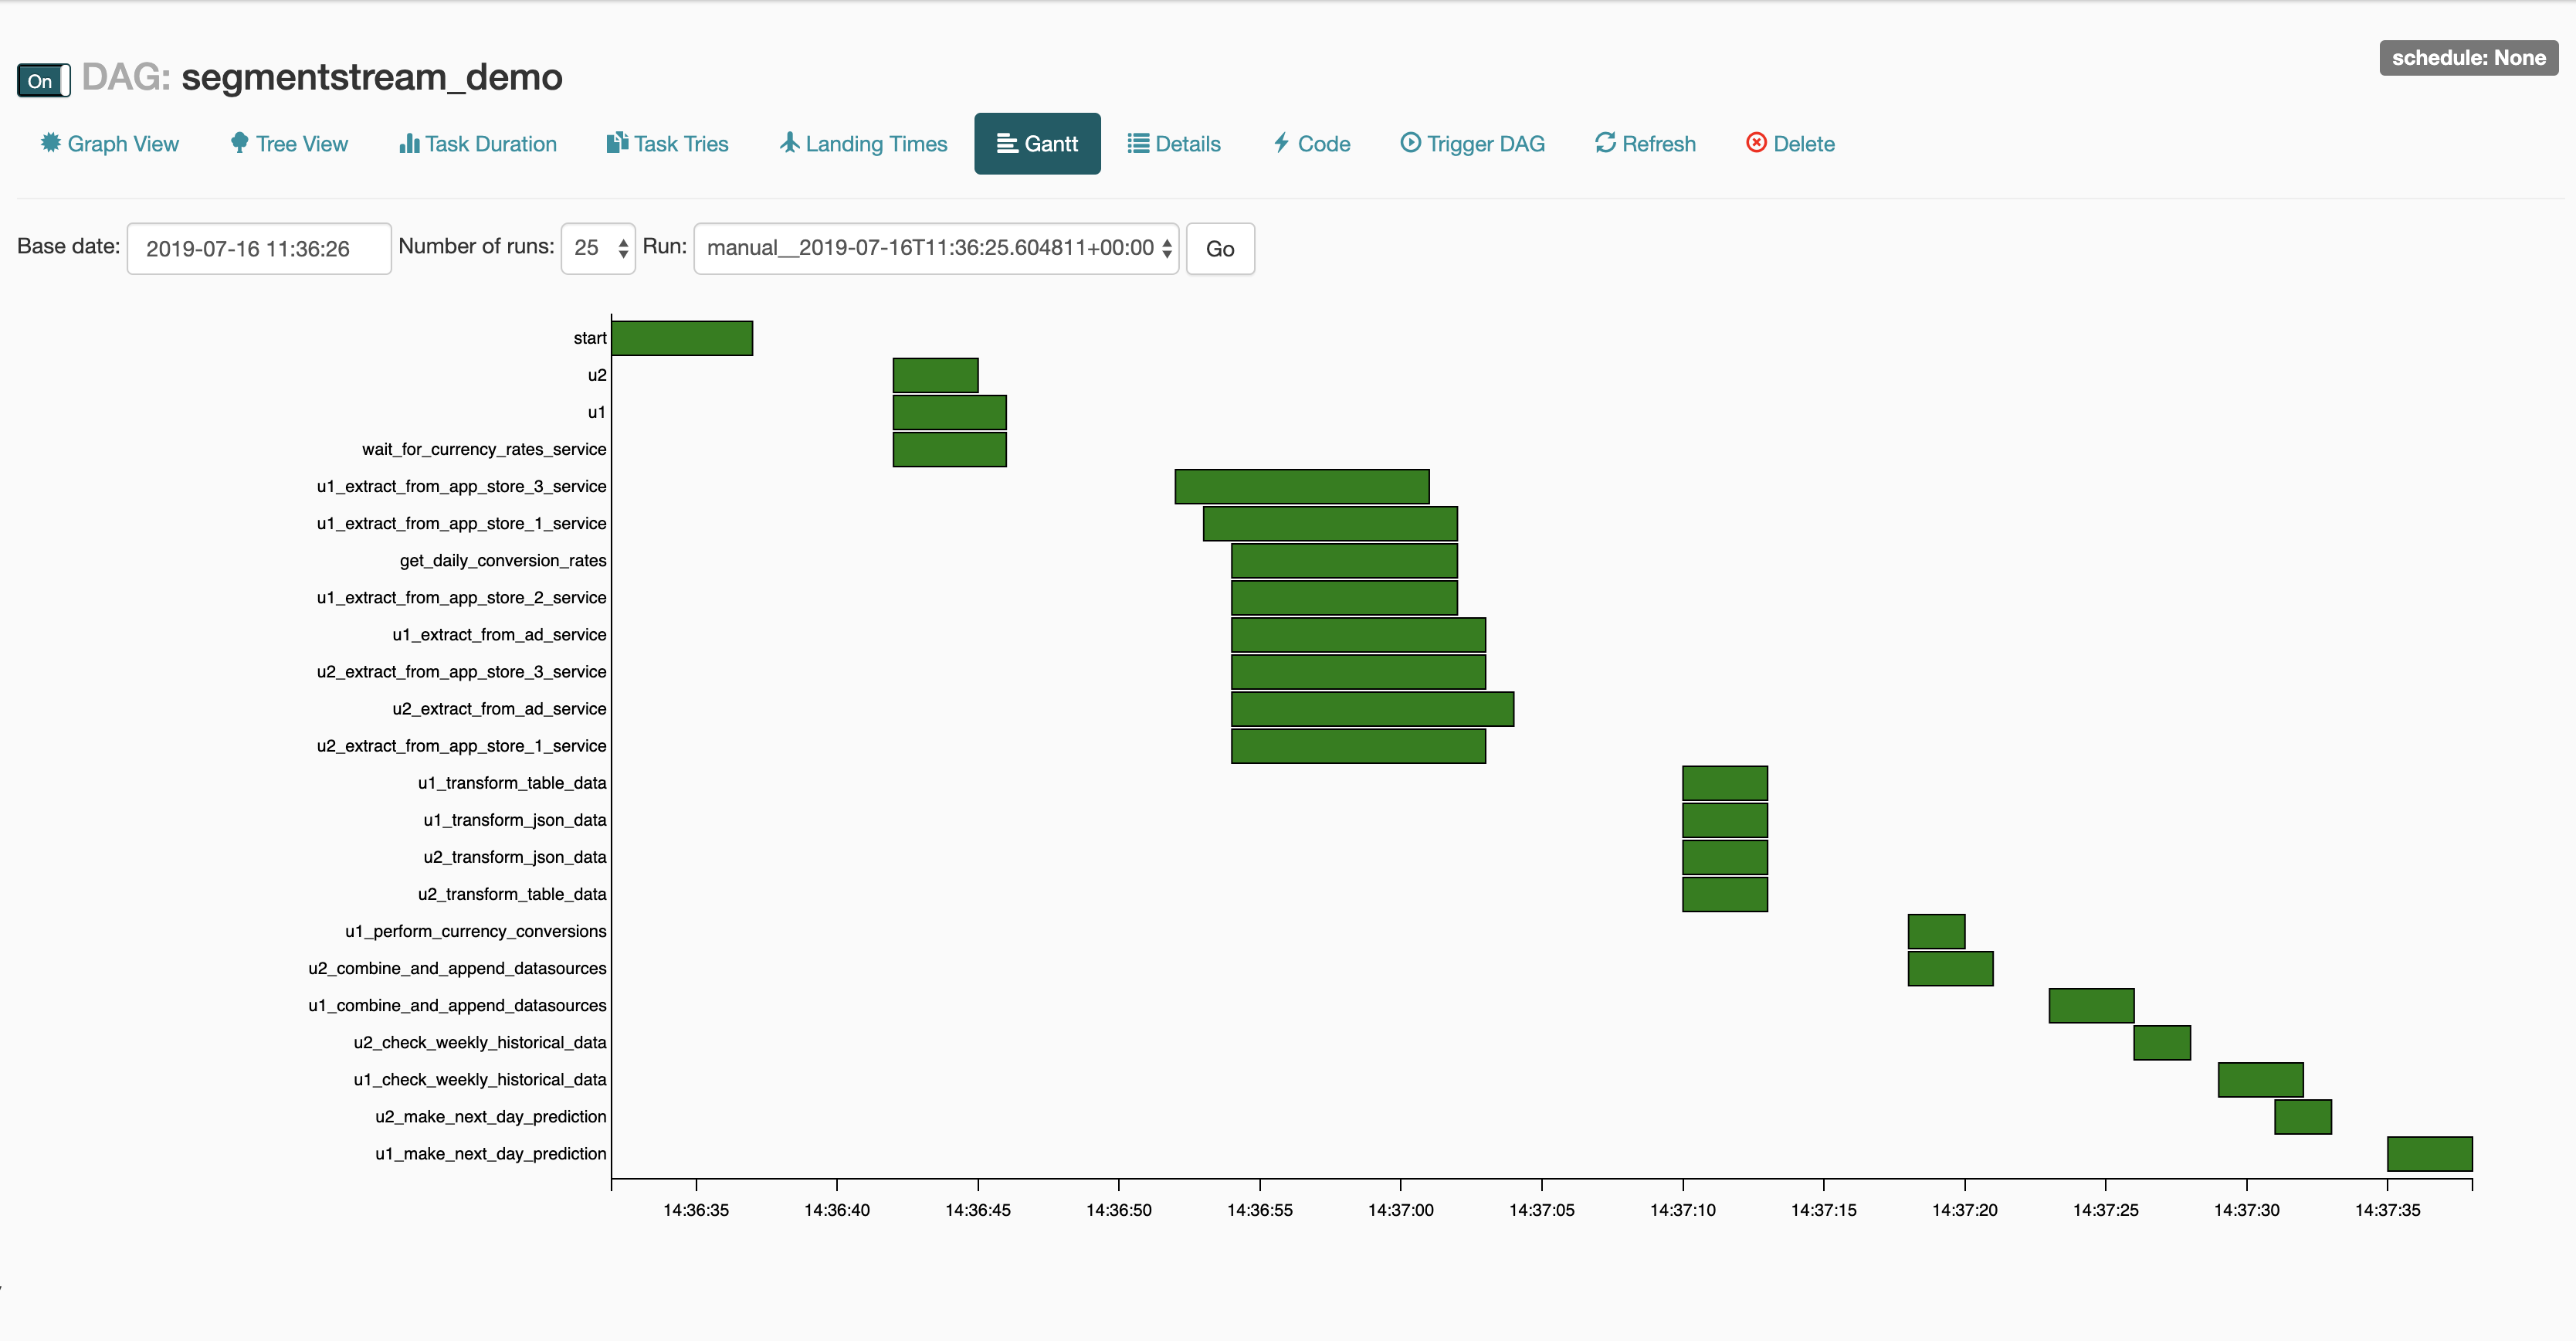 schedule: None
On DAG: segmentstream_demo
Graph View Tree View Task Duration Task Tries Landing Times Gantt Details Code Trigger DAG Refresh Delete
Base date: 2019-07-16 11:36:26 Number of runs: 25 Run: manual__2019-07-16T11:36:25.604811+00:00 Go
start
u2
u1
wait_for_currency_rates_service
u1_extract_from_app_store_3_service
u1_extract_from_app_store_1_service
get_daily_conversion_rates
u1_extract_from_app_store_2_service
u1_extract_from_ad_service
u2_extract_from_app_store_3_service
u2_extract_from_ad_service
u2_extract_from_app_store_1_service
u1_transform_table_data
u1_transform_json_data
u2_transform_json_data
u2_transform_table_data
u1_perform_currency_conversions
u2_combine_and_append_datasources
u1_combine_and_append_datasources
u2_check_weekly_historical_data
u1_check_weekly_historical_data
u2_make_next_day_prediction
u1_make_next_day_prediction
14:36:35 14:36:40 14:36:45 14:36:50 14:36:55 14:37:00 14:37:05 14:37:10 14:37:15 14:37:20 14:37:25 14:37:30 14:37:35